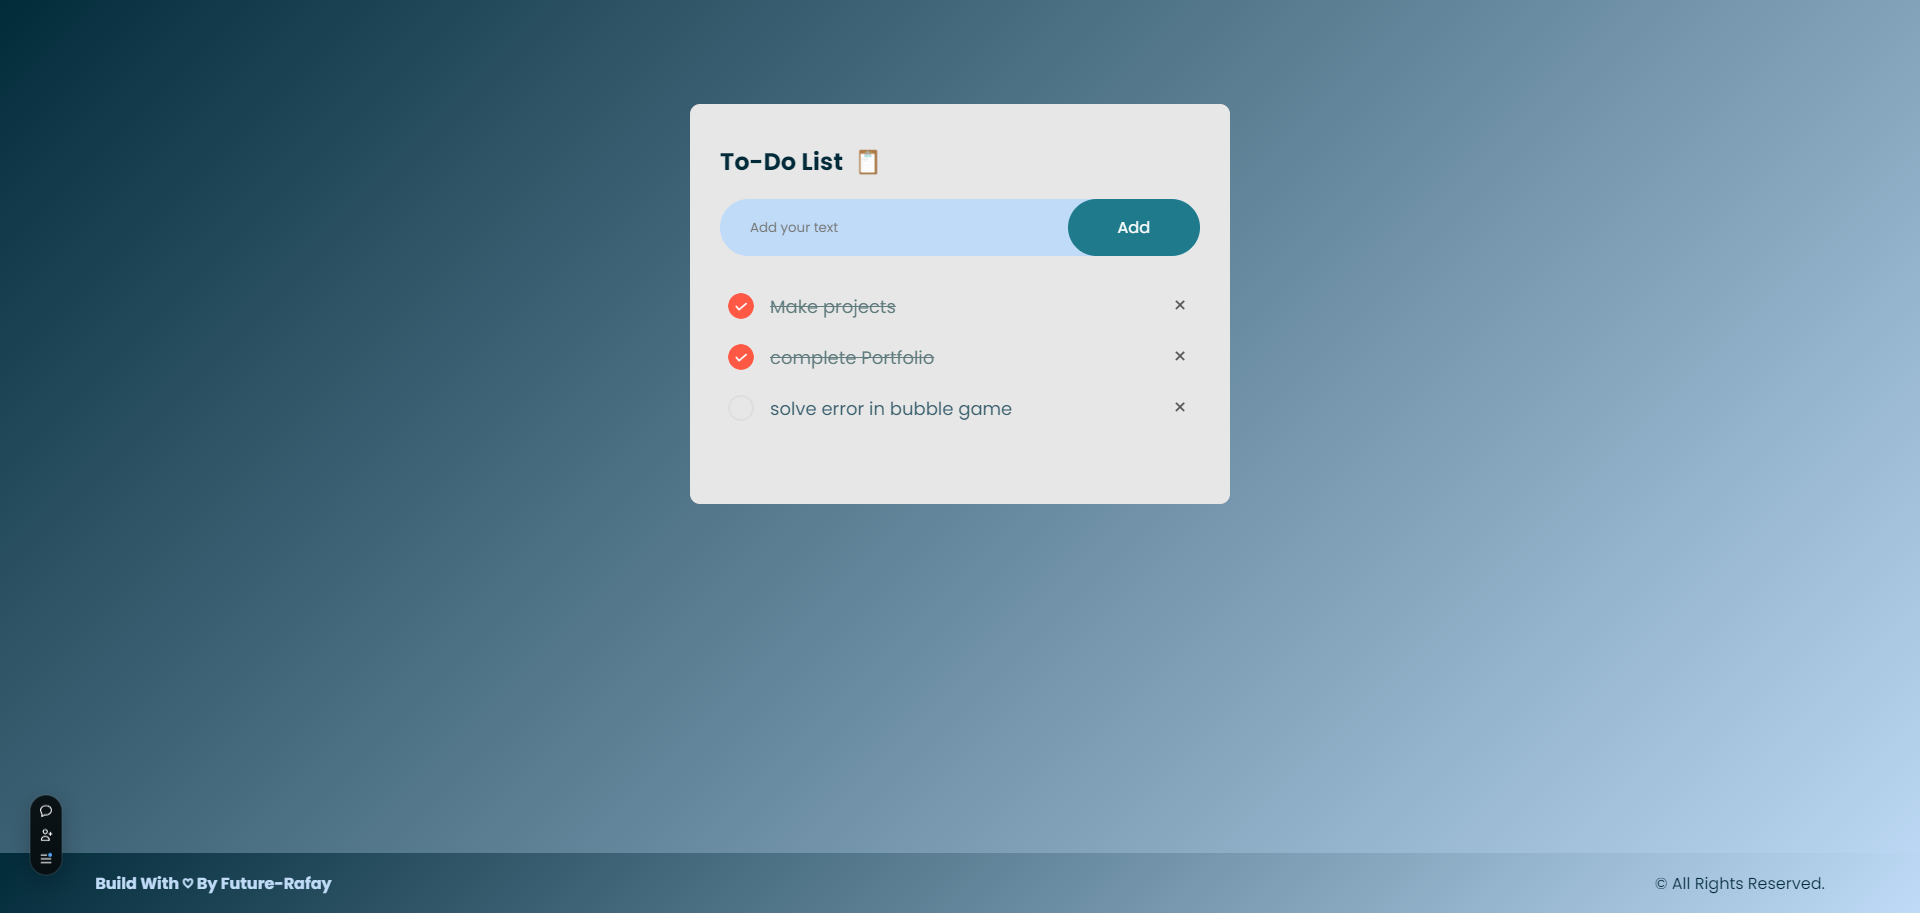 To-Do List 📋
Add your text
Add
Make projects ×
complete Portfolio ×
solve error in bubble game ×
Build With ♡ By Future-Rafay
© All Rights Reserved.